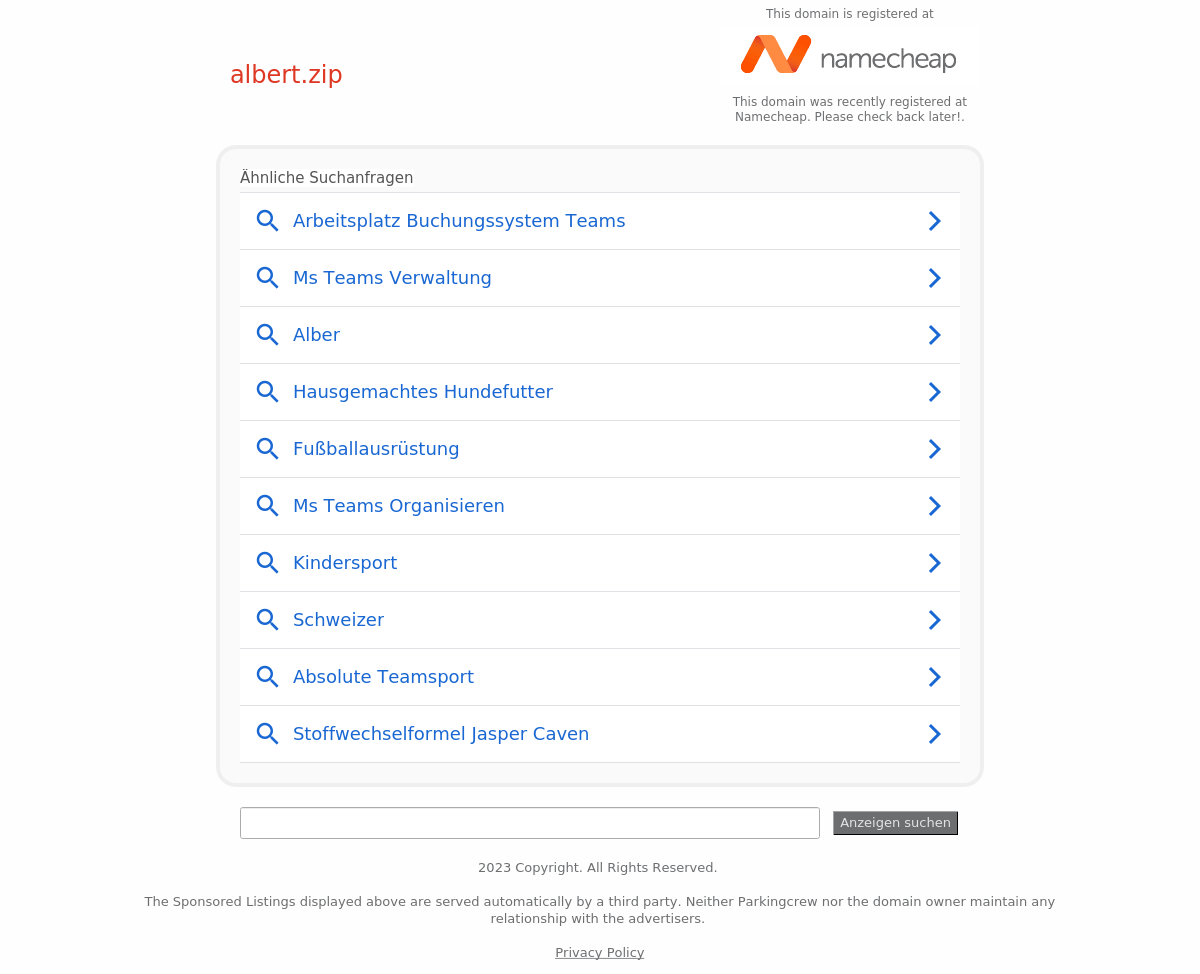 This domain is registered at
namecheap
albert.zip
This domain was recently registered at
Namecheap. Please check back later!.
Ähnliche Suchanfragen
Arbeitsplatz Buchungssystem Teams
Ms Teams Verwaltung
Alber
Hausgemachtes Hundefutter
Fußballausrüstung
Ms Teams Organisieren
Kindersport
Schweizer
Absolute Teamsport
Stoffwechselformel Jasper Caven
Anzeigen suchen
2023 Copyright. All Rights Reserved.
The Sponsored Listings displayed above are served automatically by a third party. Neither Parkingcrew nor the domain owner maintain any
relationship with the advertisers.
Privacy Policy